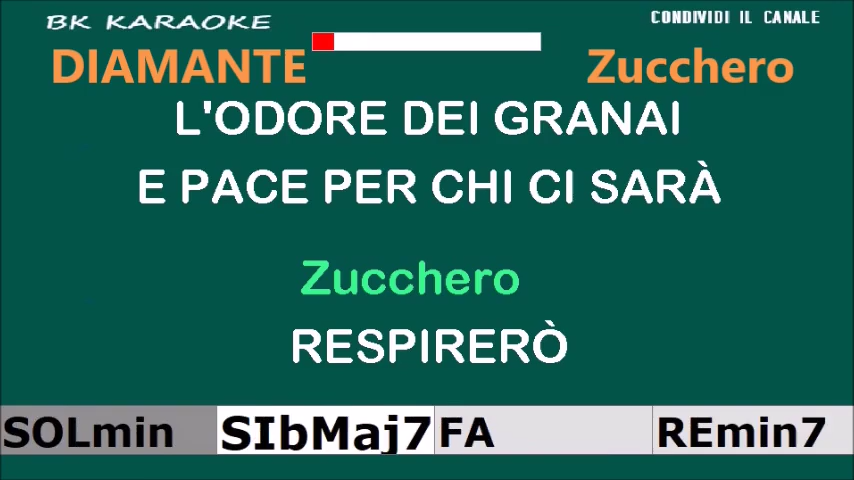 BK KARAOKE
CONDIVIDI IL CANALE
DIAMANTE
Zucchero
L'ODORE DEI GRANAI
E PACE PER CHI CI SARÀ
Zucchero
RESPIRERÒ
SOLmin SIbMaj7 FA REmin7